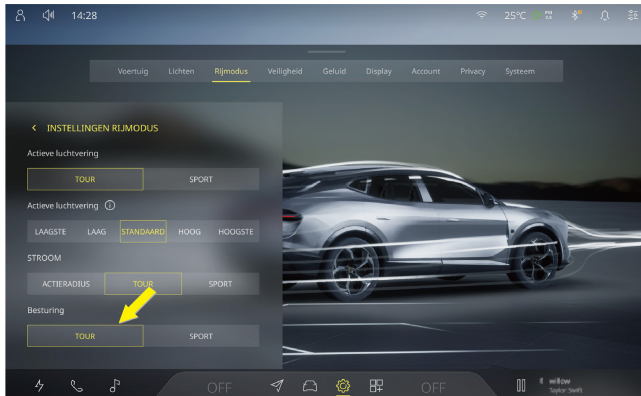 14:28
25°C
Voertuig Lichten Rijmodus Veiligheid Geluid Display Account Privacy Systeem
< INSTELLINGEN RIJMODUS
Actieve luchtvering
TOUR SPORT
Actieve luchtvering
LAAGSTE LAAG STANDAARD HOOG HOOGSTE
STROOM
ACTIERADIUS TOUR SPORT
Besturing
TOUR SPORT
OFF OFF
willow
Taylor Swift